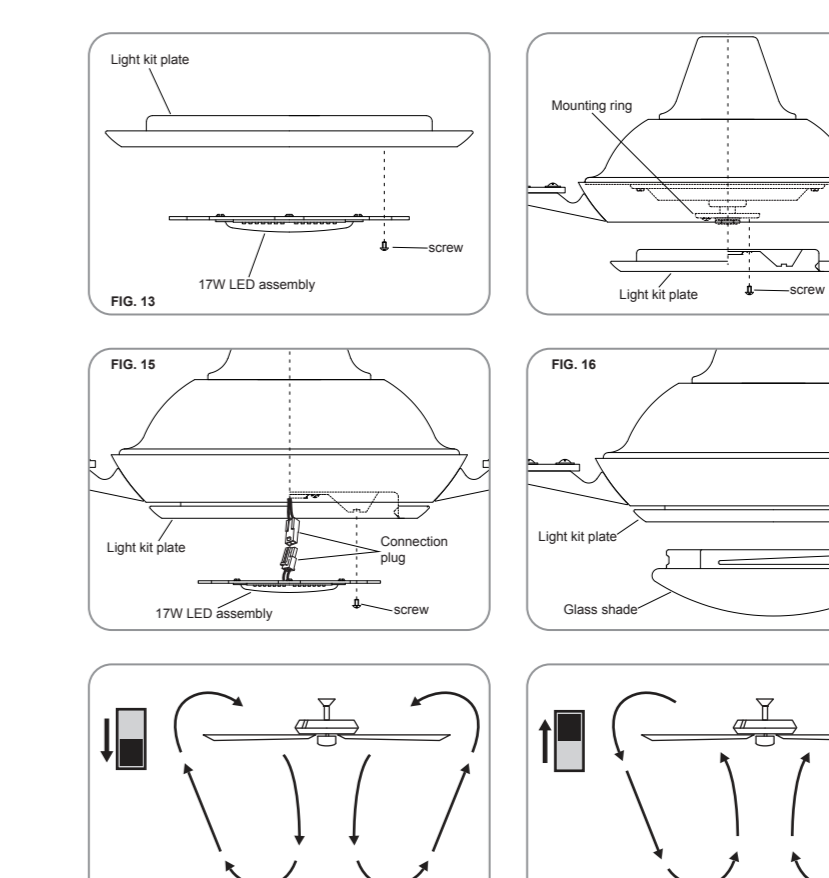 Light kit plate
screw
17W LED assembly
FIG. 13
Mounting ring
Light kit plate
screw
FIG. 15
Light kit plate
Connection
plug
17W LED assembly
screw
FIG. 16
Light kit plate
Glass shade